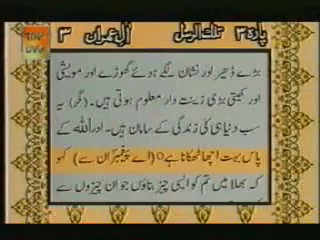 پارہ ۳ تلک الرسل آل عمران ۳
بڑے ڈھیر اور نشان لگے ہوئے گھوڑے اور مویشی
اور کھیتی بڑی زینت دار معلوم ہوتی ہیں۔ (مگر) یہ
سب دنیا ہی کی زندگی کے سامان ہیں۔ اور اللہ کے
پاس بہت اچھا ٹھکانا ہے○ (اے پیغمبر ان سے) کہو
کہ بھلا میں تم کو ایسی چیز بتاؤں جو ان چیزوں سے